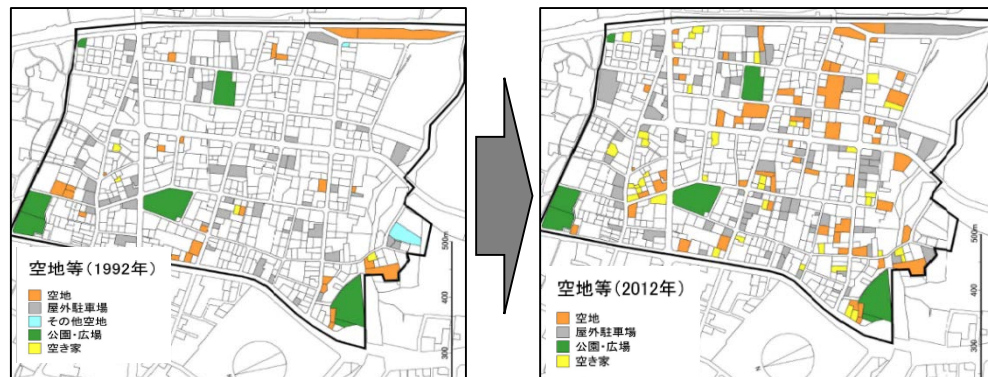 空地等(1992年)
空地
屋外駐車場
その他空地
公園・広場
空き家
500m
400
300
空地等(2012年)
空地
屋外駐車場
公園・広場
空き家
500m
400
300